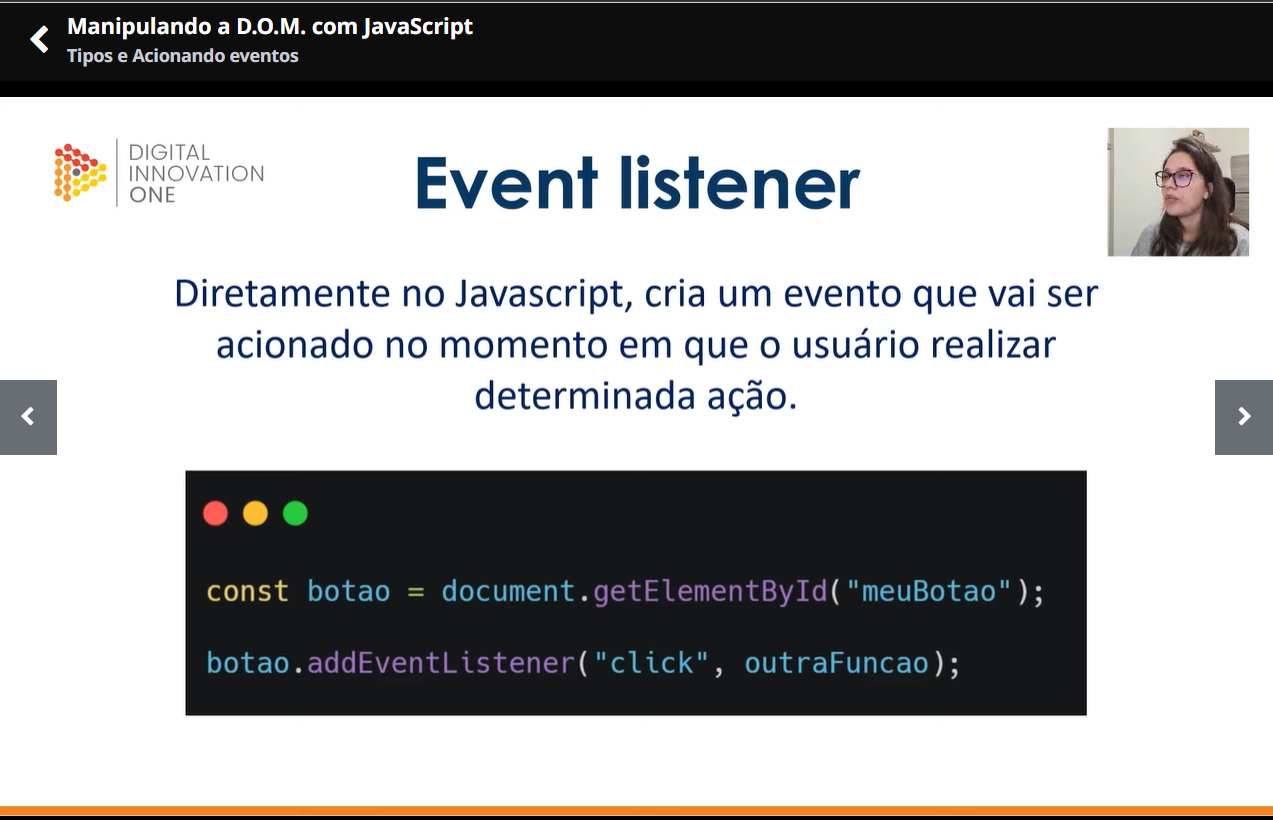 Manipulando a D.O.M. com JavaScript
Tipos e Acionando eventos
DIGITAL
INNOVATION
ONE
Event listener
Diretamente no Javascript, cria um evento que vai ser
acionado no momento em que o usuário realizar
determinada ação.
const botao = document.getElementById("meuBotao");
botao.addEventListener("click", outraFuncao);